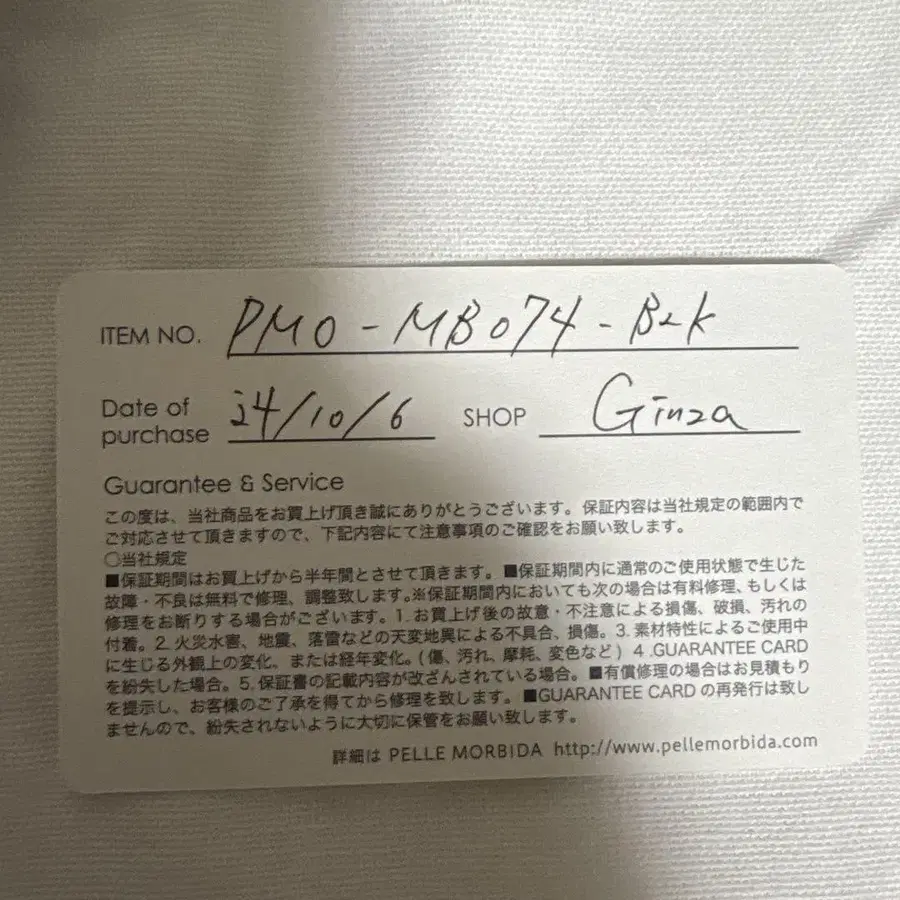 ITEM NO. PMO-MB074-BLK
Date of purchase 24/10/6 SHOP Ginza
Guarantee & Service
この度は、当社商品をお買上げ頂き誠にありがとうございます。保証内容は当社規定の範囲内で
ご対応させて頂きますので、下記内容にて注意事項のご確認をお願い致します。
○当社規定
■保証期間はお買上げから半年間とさせて頂きます。■保証期間内に通常のご使用状態で生じた
故障・不良は無料で修理、調整致します。※保証期間内においても次の場合は有料修理、もしくは
修理をお断りする場合がございます。1.お買上げ後の故意・不注意による損傷、破損、汚れの
付着。2.火災水害、地震、落雷などの天変地異による不具合、損傷。3.素材特性によるご使用中
に生じる外観上の変化、または経年変化。(傷、汚れ、摩耗、変色など) 4.GUARANTEE CARD
を紛失した場合。5.保証書の記載内容が改ざんされている場合。■有償修理の場合はお見積もり
を提示し、お客様のご了承を得てから修理を致します。■GUARANTEE CARD の再発行は致し
ませんので、紛失されないように大切に保管をお願い致します。
詳細は PELLE MORBIDA http://www.pellemorbida.com